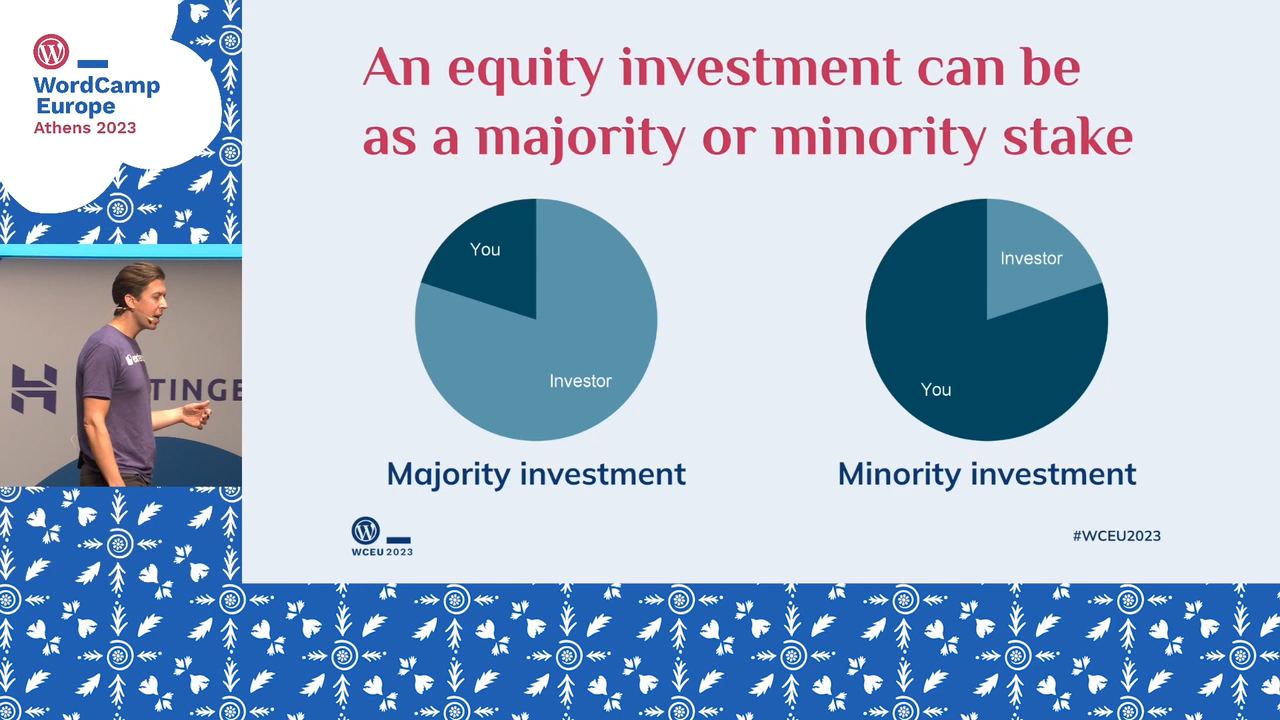 WordCamp
Europe
Athens 2023
An equity investment can be
as a majority or minority stake
You
Investor
Investor
You
Majority investment
Minority investment
WCEU 2023
#WCEU2023
TINGE